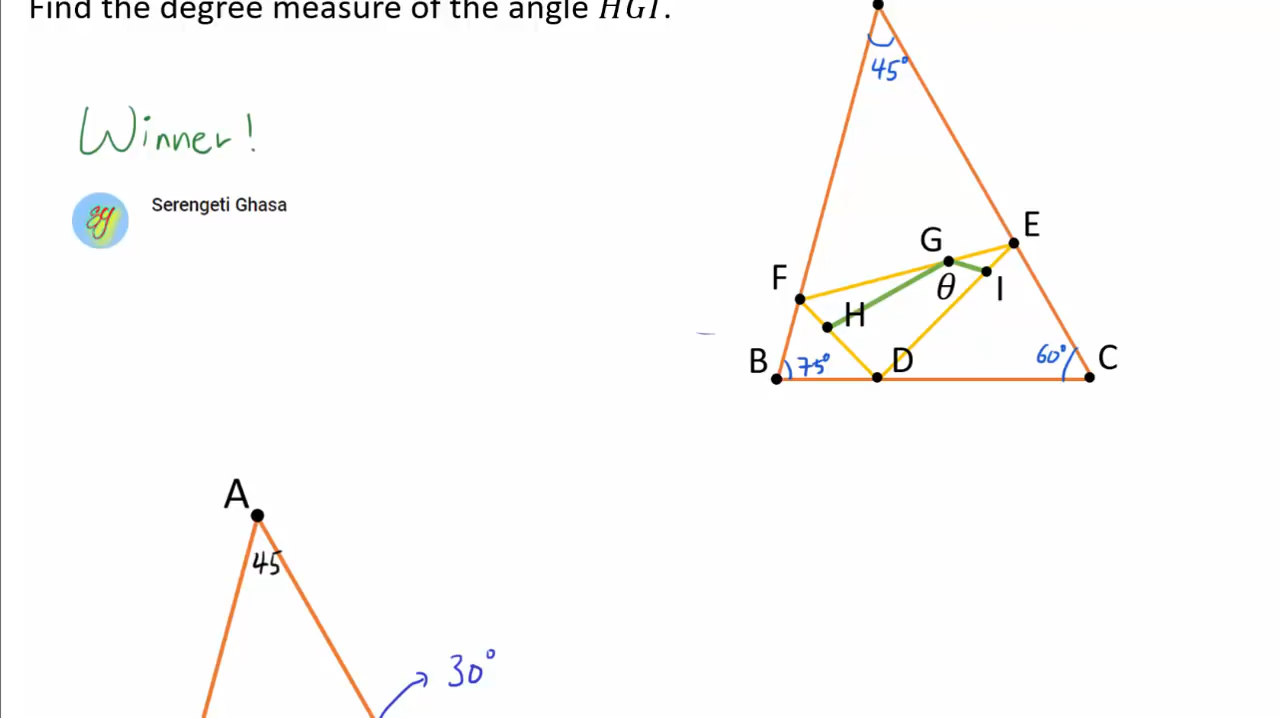 Find the degree measure of the angle HGI.
Winner!
Serengeti Ghasa
45°
E
G
F
θ
I
H
B
75°
D
60°
C
A
45
30°